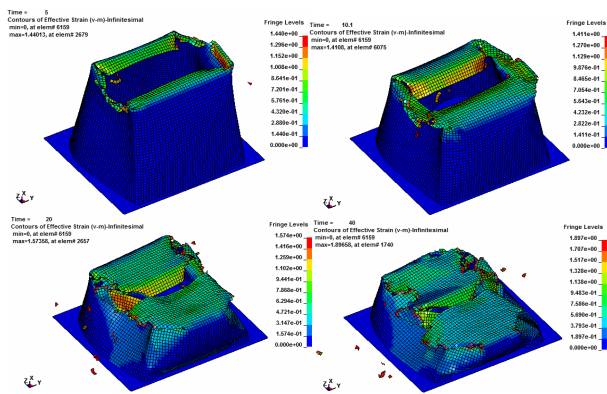 Time = 5
Contours of Effective Strain (v-m)-Infinitesimal
min=0, at elem# 6159
max=1.44013, at elem# 2679
Fringe Levels
1.440e+00
1.296e+00
1.152e+00
1.008e+00
8.641e-01
7.201e-01
5.761e-01
4.320e-01
2.880e-01
1.440e-01
0.000e+00
Z X Y
Time = 10.1
Contours of Effective Strain (v-m)-Infinitesimal
min=0, at elem# 6159
max=1.4108, at elem# 6075
Fringe Levels
1.411e+00
1.270e+00
1.129e+00
9.876e-01
8.465e-01
7.054e-01
5.643e-01
4.232e-01
2.822e-01
1.411e-01
0.000e+00
Z X Y
Time = 20
Contours of Effective Strain (v-m)-Infinitesimal
min=0, at elem# 6159
max=1.57358, at elem# 2657
Fringe Levels
1.574e+00
1.416e+00
1.259e+00
1.102e+00
9.441e-01
7.868e-01
6.294e-01
4.721e-01
3.147e-01
1.574e-01
0.000e+00
Z X Y
Time = 40
Contours of Effective Strain (v-m)-Infinitesimal
min=0, at elem# 6159
max=1.89658, at elem# 1740
Fringe Levels
1.897e+00
1.707e+00
1.517e+00
1.328e+00
1.138e+00
9.483e-01
7.586e-01
5.690e-01
3.793e-01
1.897e-01
0.000e+00
Z X Y